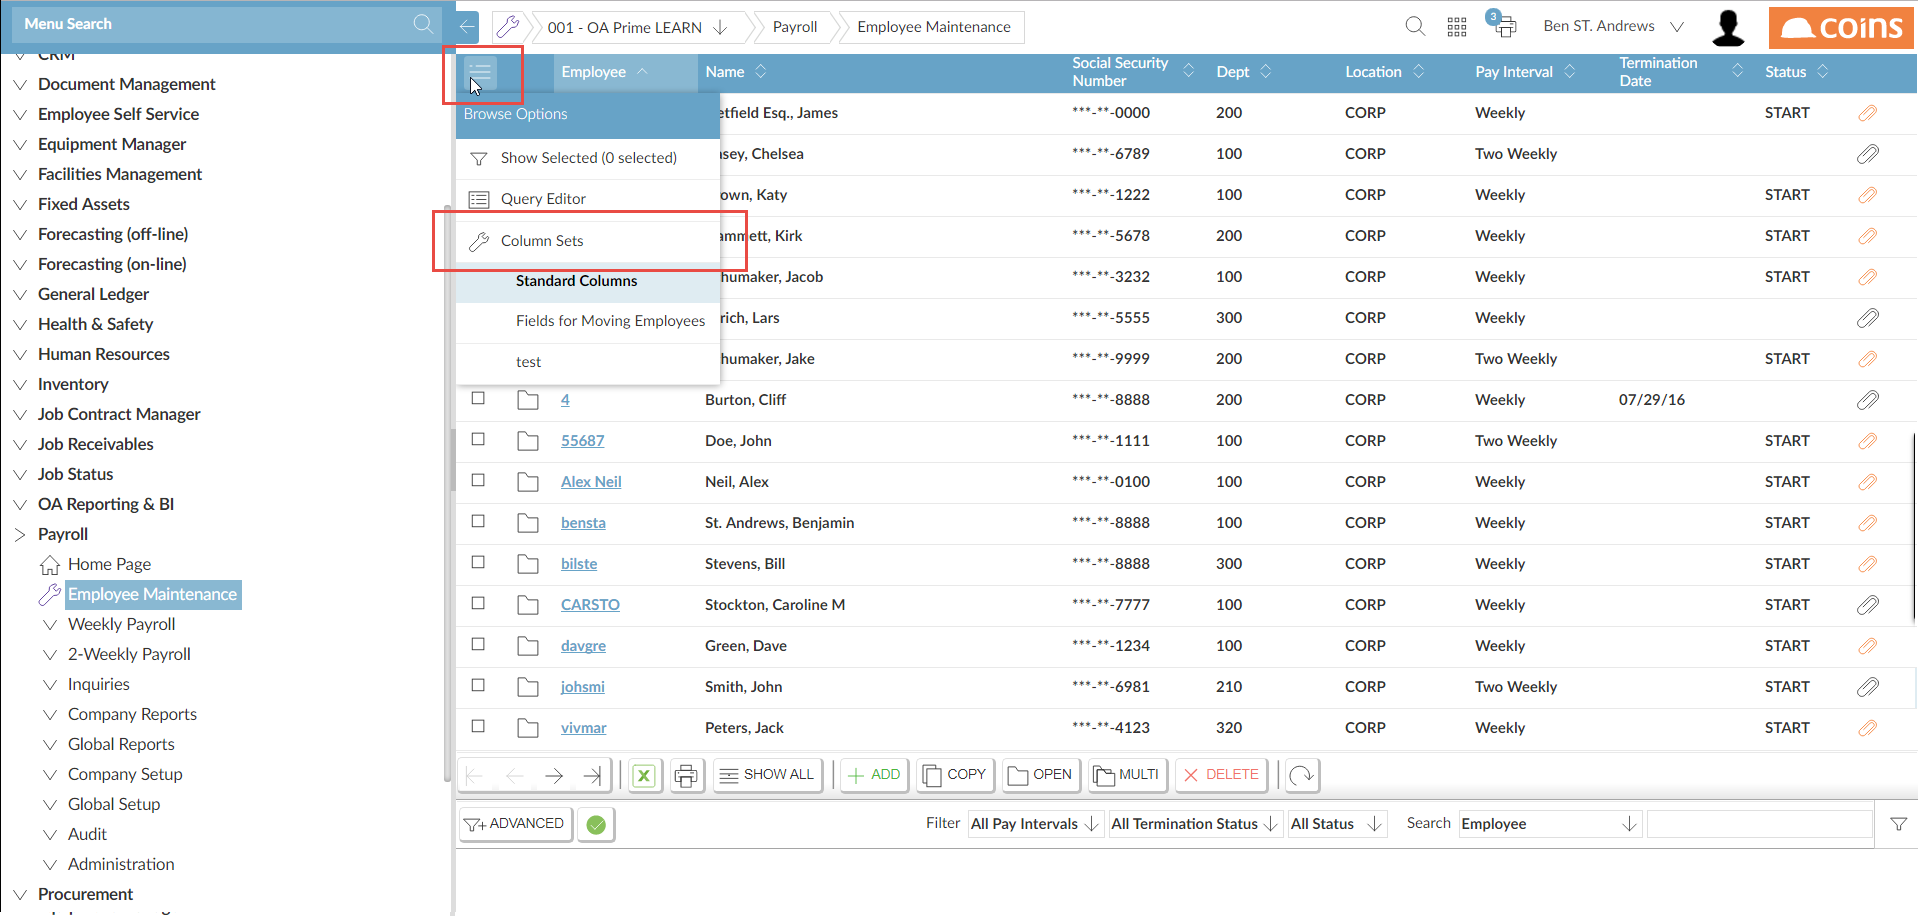 Menu Search
CRM
Document Management
Employee Self Service
Equipment Manager
Facilities Management
Fixed Assets
Forecasting (off-line)
Forecasting (on-line)
General Ledger
Health & Safety
Human Resources
Inventory
Job Contract Manager
Job Receivables
Job Status
OA Reporting & BI
Payroll
Home Page
Employee Maintenance
Weekly Payroll
2-Weekly Payroll
Inquiries
Company Reports
Global Reports
Company Setup
Global Setup
Audit
Administration
Procurement
001 - OA Prime LEARN Payroll Employee Maintenance
3 Ben ST. Andrews coins
Employee Name Social Security Number Dept Location Pay Interval Termination Date Status
Browse Options
Show Selected (0 selected)
Query Editor
Column Sets
Standard Columns
Fields for Moving Employees
test
etfield Esq., James ***-**-0000 200 CORP Weekly START
sey, Chelsea ***-**-6789 100 CORP Two Weekly
own, Katy ***-**-1222 100 CORP Weekly START
ammett, Kirk ***-**-5678 200 CORP Weekly START
humaker, Jacob ***-**-3232 100 CORP Weekly START
rich, Lars ***-**-5555 300 CORP Weekly
humaker, Jake ***-**-9999 200 CORP Two Weekly START
4 Burton, Cliff ***-**-8888 200 CORP Weekly 07/29/16
55687 Doe, John ***-**-1111 100 CORP Two Weekly START
Alex Neil Neil, Alex ***-**-0100 100 CORP Weekly START
bensta St. Andrews, Benjamin ***-**-8888 100 CORP Weekly START
bilste Stevens, Bill ***-**-8888 300 CORP Weekly START
CARSTO Stockton, Caroline M ***-**-7777 100 CORP Weekly START
davgre Green, Dave ***-**-1234 100 CORP Weekly START
johsmi Smith, John ***-**-6981 210 CORP Two Weekly START
vivmar Peters, Jack ***-**-4123 320 CORP Weekly START
X SHOW ALL ADD COPY OPEN MULTI DELETE
ADVANCED Filter All Pay Intervals All Termination Status All Status Search Employee